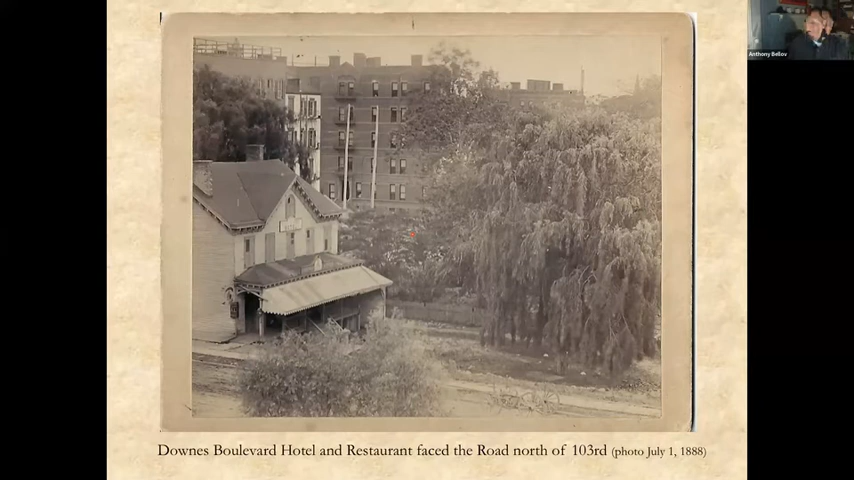 Anthony Bellov
Downes Boulevard Hotel and Restaurant faced the Road north of 103rd (photo July 1, 1888)